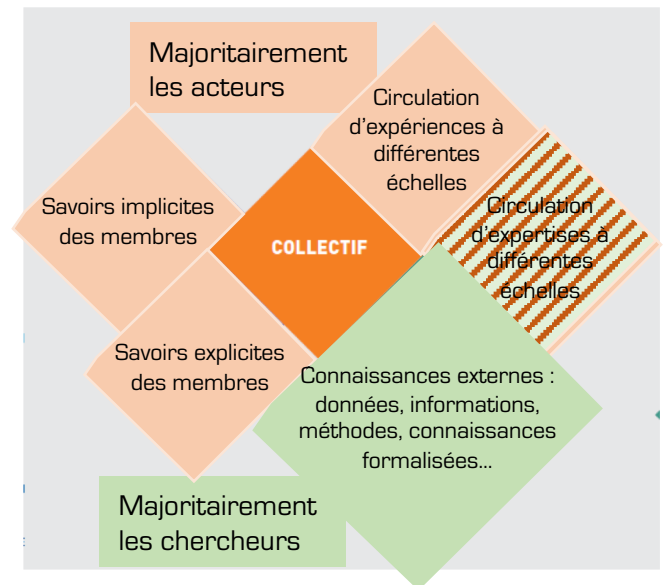 Majoritairement
les acteurs
Circulation
d'expériences à
différentes
échelles
Savoirs implicites
des membres
COLLECTIF
Circulation
d'expertises à
différentes
échelles
Savoirs explicites
des membres
Connaissances externes :
données, informations,
méthodes, connaissances
formalisées...
Majoritairement
les chercheurs